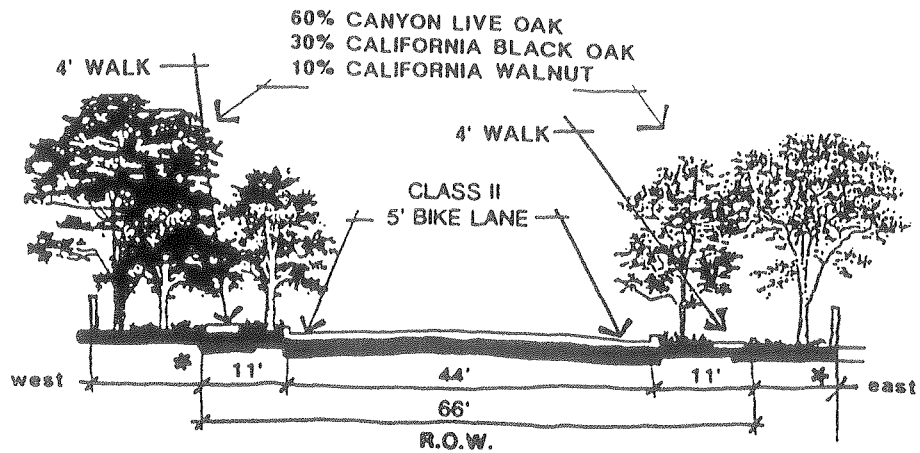 60% CANYON LIVE OAK
30% CALIFORNIA BLACK OAK
10% CALIFORNIA WALNUT
4' WALK
4' WALK
CLASS II
5' BIKE LANE
* *
west 11' 44' 11' east
66'
R.O.W.